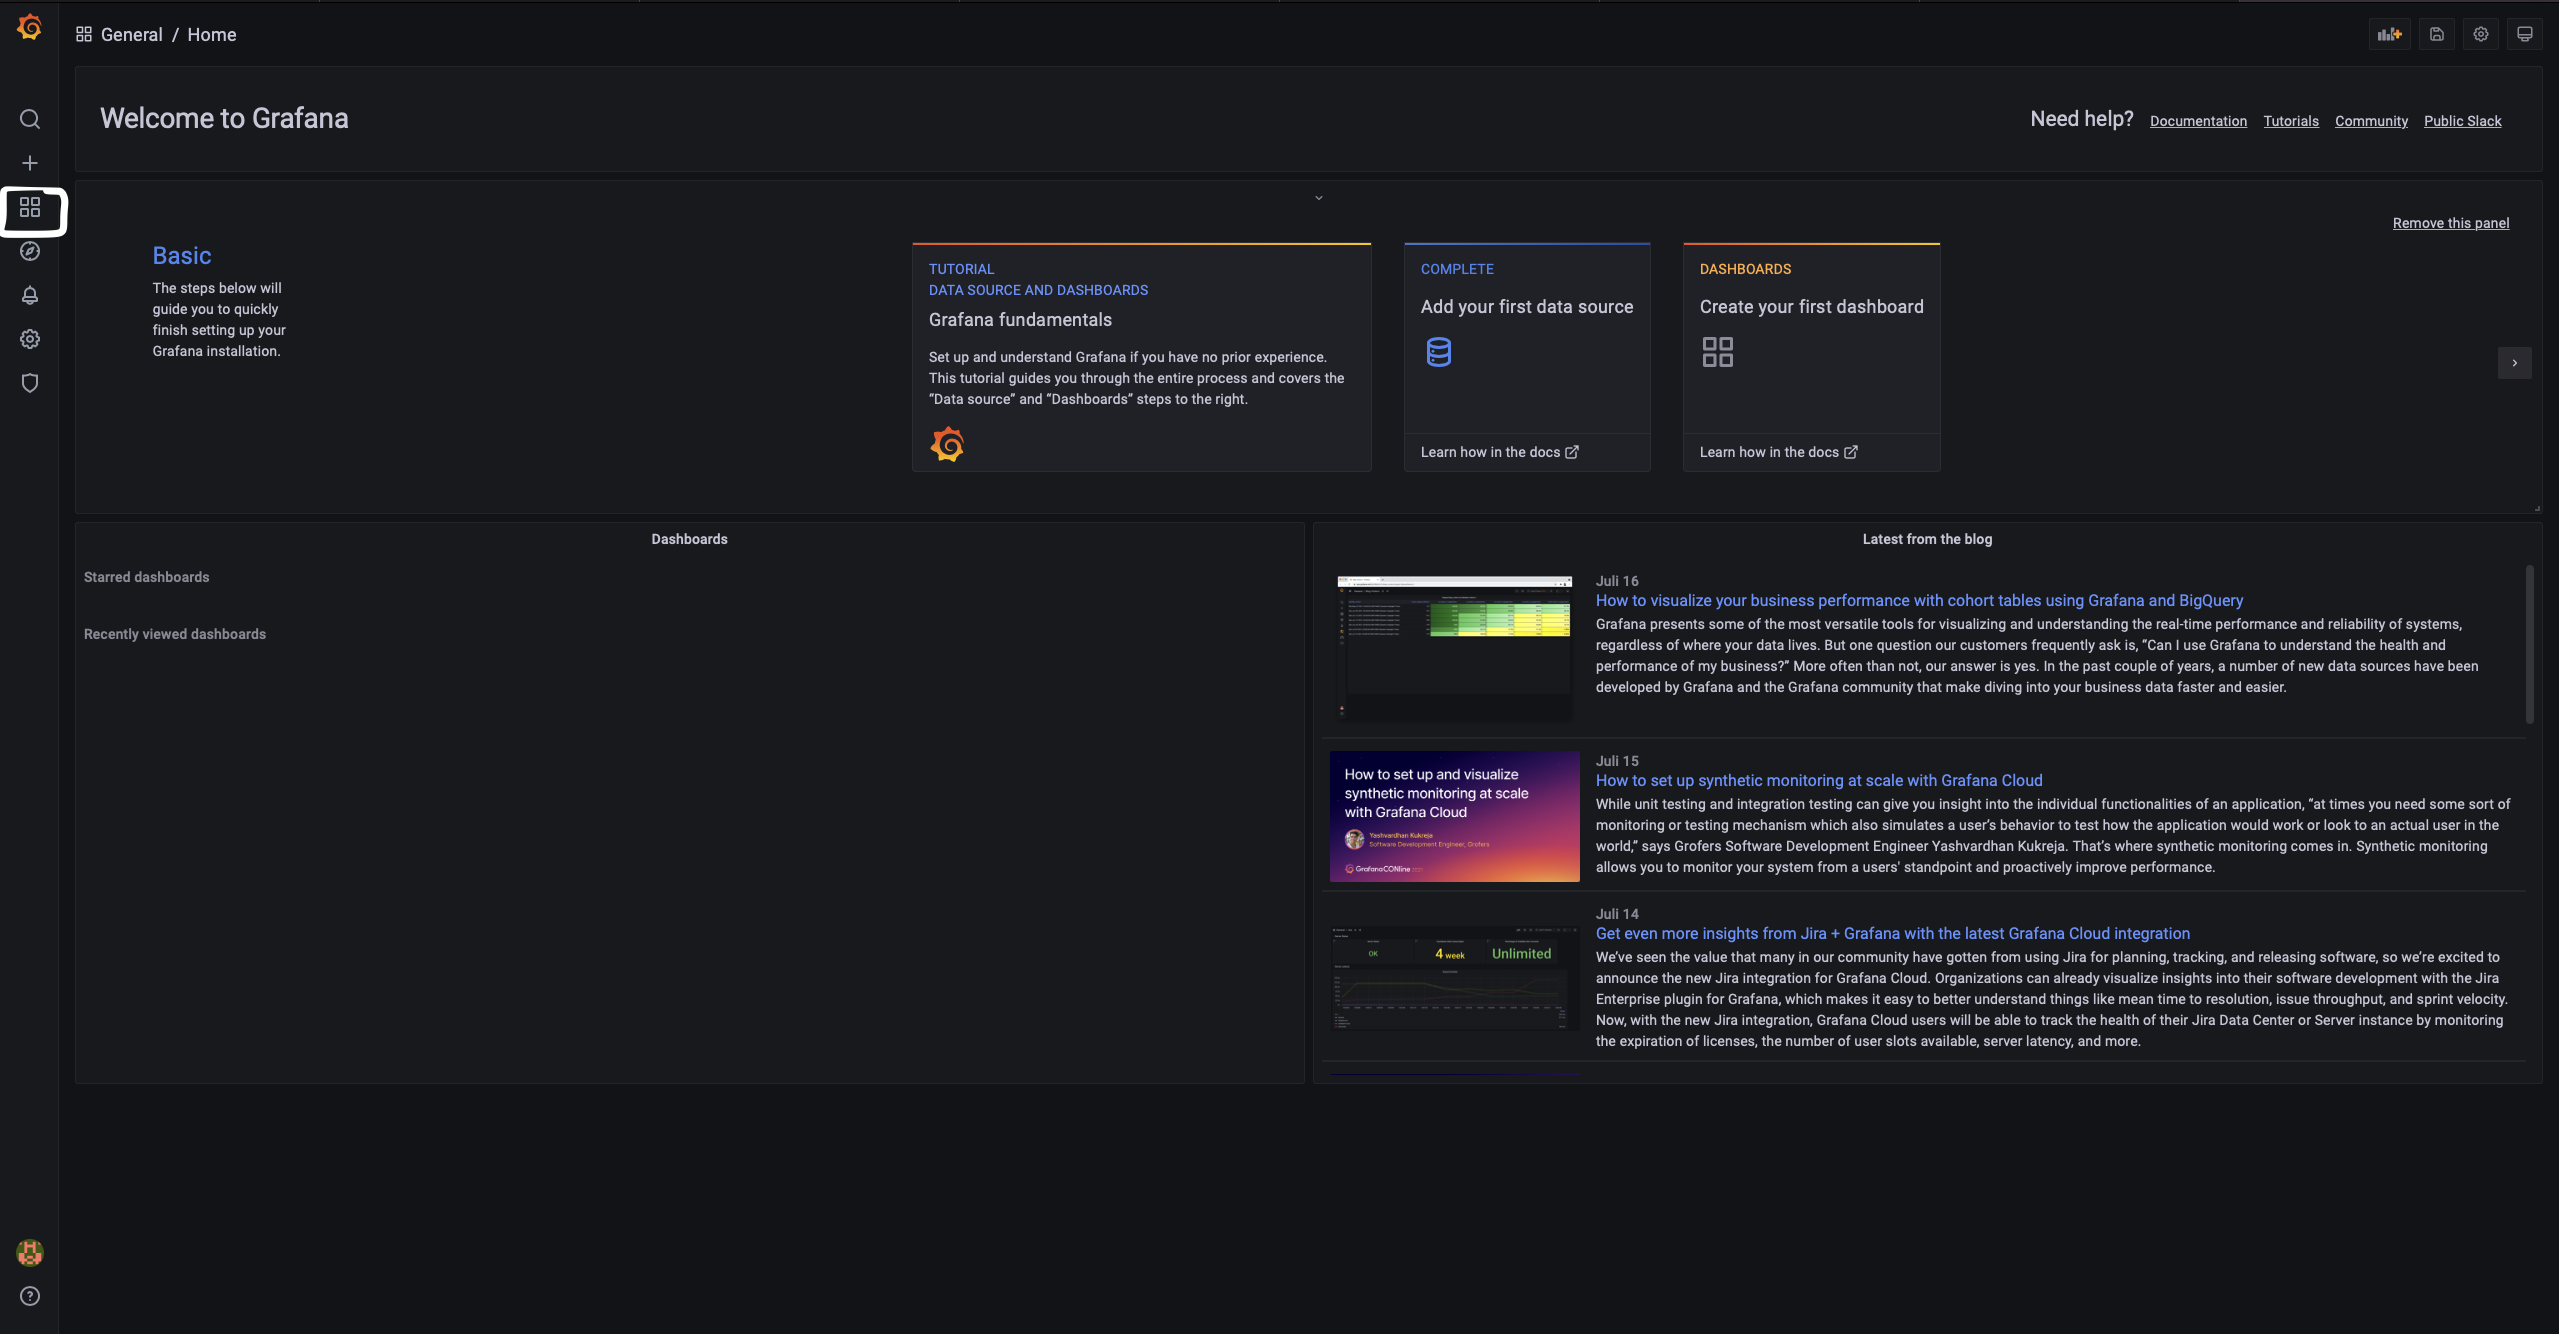 General / Home
Welcome to Grafana
Need help? Documentation Tutorials Community Public Slack
Remove this panel
Basic
The steps below will
guide you to quickly
finish setting up your
Grafana installation.
TUTORIAL
DATA SOURCE AND DASHBOARDS
Grafana fundamentals
Set up and understand Grafana if you have no prior experience.
This tutorial guides you through the entire process and covers the
“Data source” and “Dashboards” steps to the right.
COMPLETE
Add your first data source
Learn how in the docs
DASHBOARDS
Create your first dashboard
Learn how in the docs
Dashboards
Starred dashboards
Recently viewed dashboards
Latest from the blog
Juli 16
How to visualize your business performance with cohort tables using Grafana and BigQuery
Grafana presents some of the most versatile tools for visualizing and understanding the real-time performance and reliability of systems,
regardless of where your data lives. But one question our customers frequently ask is, “Can I use Grafana to understand the health and
performance of my business?” More often than not, our answer is yes. In the past couple of years, a number of new data sources have been
developed by Grafana and the Grafana community that make diving into your business data faster and easier.
How to set up and visualize
synthetic monitoring at scale
with Grafana Cloud
Yashvardhan Kukreja
Software Development Engineer, Grofers
GrafanaCONline
Juli 15
How to set up synthetic monitoring at scale with Grafana Cloud
While unit testing and integration testing can give you insight into the individual functionalities of an application, “at times you need some sort of
monitoring or testing mechanism which also simulates a user’s behavior to test how the application would work or look to an actual user in the
world,” says Grofers Software Development Engineer Yashvardhan Kukreja. That’s where synthetic monitoring comes in. Synthetic monitoring
allows you to monitor your system from a users' standpoint and proactively improve performance.
OK
4 week
Unlimited
Juli 14
Get even more insights from Jira + Grafana with the latest Grafana Cloud integration
We’ve seen the value that many in our community have gotten from using Jira for planning, tracking, and releasing software, so we’re excited to
announce the new Jira integration for Grafana Cloud. Organizations can already visualize insights into their software development with the Jira
Enterprise plugin for Grafana, which makes it easy to better understand things like mean time to resolution, issue throughput, and sprint velocity.
Now, with the new Jira integration, Grafana Cloud users will be able to track the health of their Jira Data Center or Server instance by monitoring
the expiration of licenses, the number of user slots available, server latency, and more.